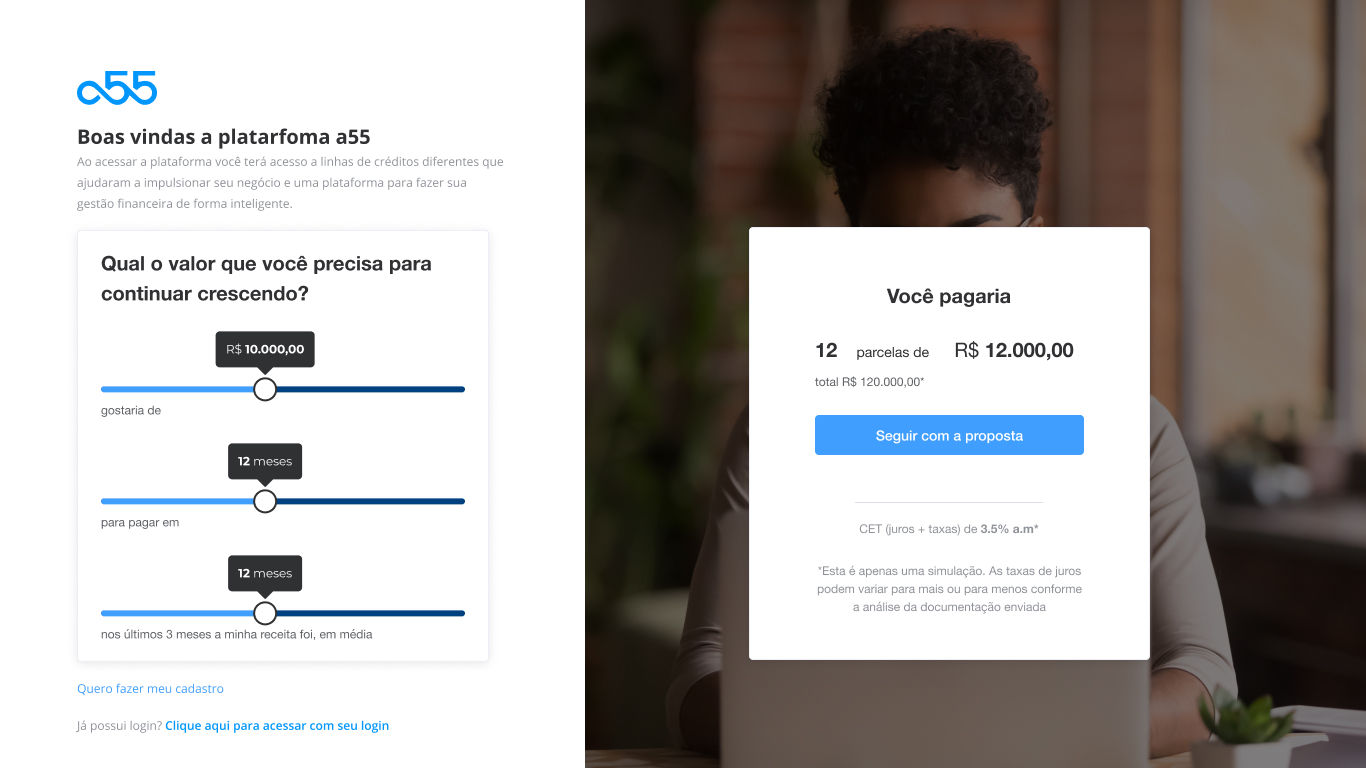 a55
Boas vindas a platarfoma a55
Ao acessar a plataforma você terá acesso a linhas de créditos diferentes que
ajudaram a impulsionar seu negócio e uma plataforma para fazer sua
gestão financeira de forma inteligente.
Qual o valor que você precisa para
continuar crescendo?
R$ 10.000,00
gostaria de
12 meses
para pagar em
12 meses
nos últimos 3 meses a minha receita foi, em média
Quero fazer meu cadastro
Já possui login? Clique aqui para acessar com seu login
Você pagaria
12 parcelas de R$ 12.000,00
total R$ 120.000,00*
Seguir com a proposta
CET (juros + taxas) de 3.5% a.m*
*Esta é apenas uma simulação. As taxas de juros
podem variar para mais ou para menos conforme
a análise da documentação enviada